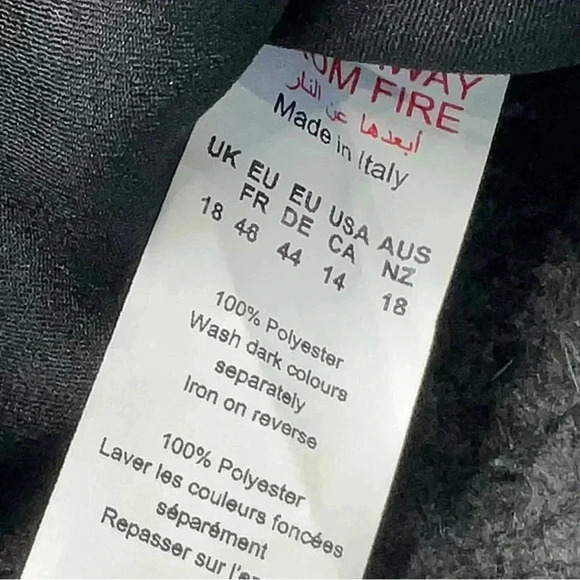 AWAY
OM FIRE
أبعدها عن النار
Made in Italy
UK EU EU USA AUS
FR DE CA NZ
18 46 44 14 18
100% Polyester
Wash dark colours
separately
Iron on reverse
100% Polyester
Laver les couleurs foncées
séparément
Repasser sur l'